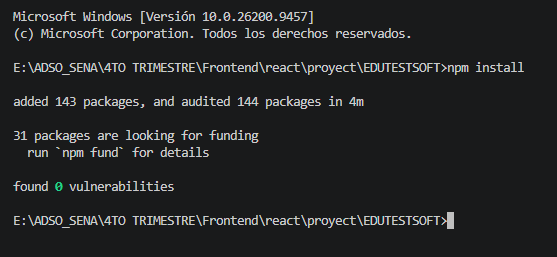 Microsoft Windows [Versión 10.0.26200.9457]
(c) Microsoft Corporation. Todos los derechos reservados.
E:\ADSO_SENA\4TO TRIMESTRE\Frontend\react\proyect\EDUTESTSOFT>npm install
added 143 packages, and audited 144 packages in 4m
31 packages are looking for funding
  run `npm fund` for details
found 0 vulnerabilities
E:\ADSO_SENA\4TO TRIMESTRE\Frontend\react\proyect\EDUTESTSOFT>